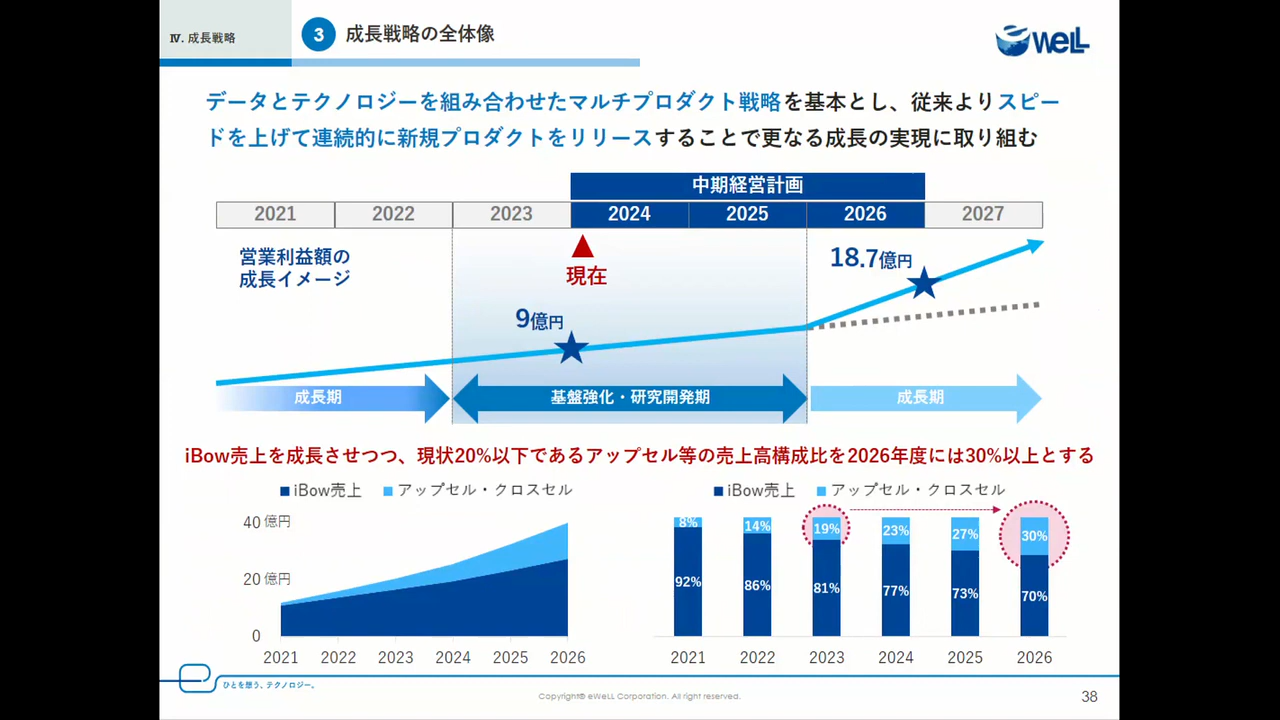 Ⅳ. 成長戦略
3 成長戦略の全体像
eWeLL
データとテクノロジーを組み合わせたマルチプロダクト戦略を基本とし、従来よりスピー
ドを上げて連続的に新規プロダクトをリリースすることで更なる成長の実現に取り組む
中期経営計画
2021 2022 2023 2024 2025 2026 2027
営業利益額の
成長イメージ
現在
18.7億円
9億円
成長期 基盤強化・研究開発期 成長期
iBow売上を成長させつつ、現状20%以下であるアップセル等の売上高構成比を2026年度には30%以上とする
iBow売上 アップセル・クロスセル
40 億円
20 億円
0
2021 2022 2023 2024 2025 2026
iBow売上 アップセル・クロスセル
8% 14% 19% 23% 27% 30%
92% 86% 81% 77% 73% 70%
2021 2022 2023 2024 2025 2026
ひとを想う、テクノロジー。
Copyright© eWeLL Corporation. All right reserved.
38